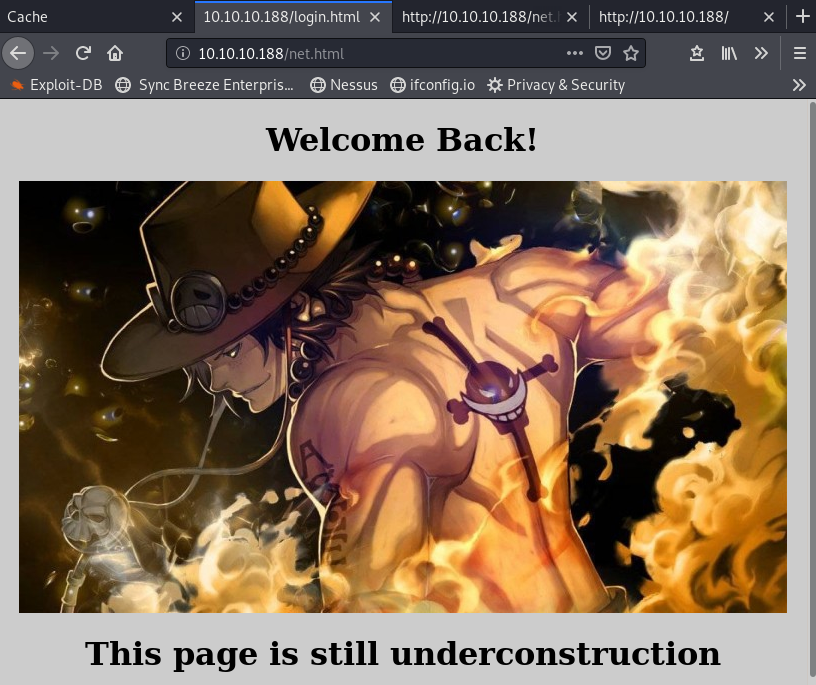 Cache
10.10.10.188/login.html
http://10.10.10.188/net.
http://10.10.10.188/
10.10.10.188/net.html
Exploit-DB
Sync Breeze Enterpris...
Nessus
ifconfig.io
Privacy & Security
Welcome Back!
This page is still underconstruction